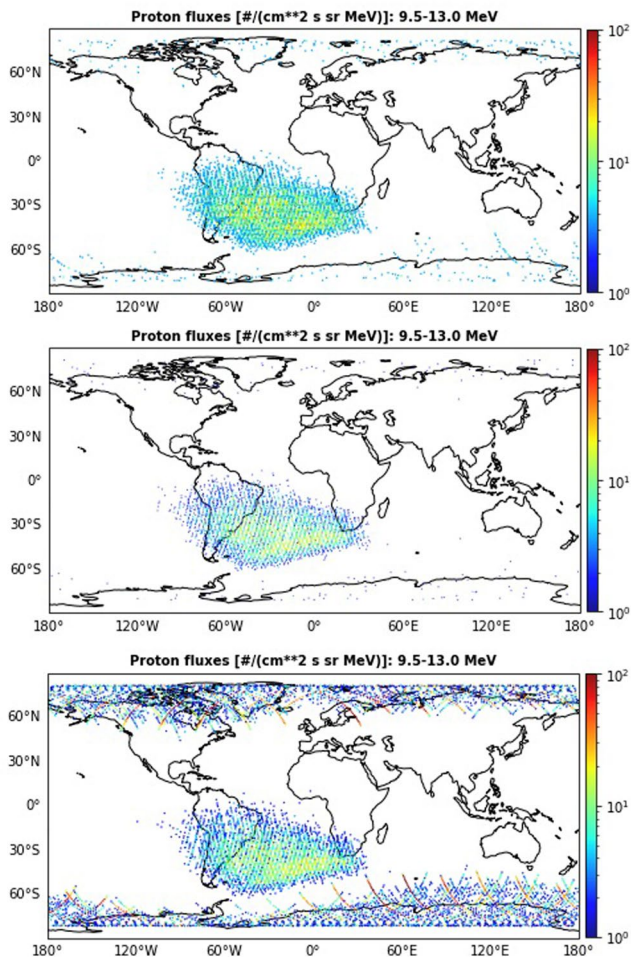 Proton fluxes [#/(cm**2 s sr MeV)]: 9.5-13.0 MeV
10²
60°N
30°N
0°
10¹
30°S
60°S
10⁰
180° 120°W 60°W 0° 60°E 120°E 180°
Proton fluxes [#/(cm**2 s sr MeV)]: 9.5-13.0 MeV
10²
60°N
30°N
0°
10¹
30°S
60°S
10⁰
180° 120°W 60°W 0° 60°E 120°E 180°
Proton fluxes [#/(cm**2 s sr MeV)]: 9.5-13.0 MeV
10²
60°N
30°N
0°
10¹
30°S
60°S
10⁰
180° 120°W 60°W 0° 60°E 120°E 180°